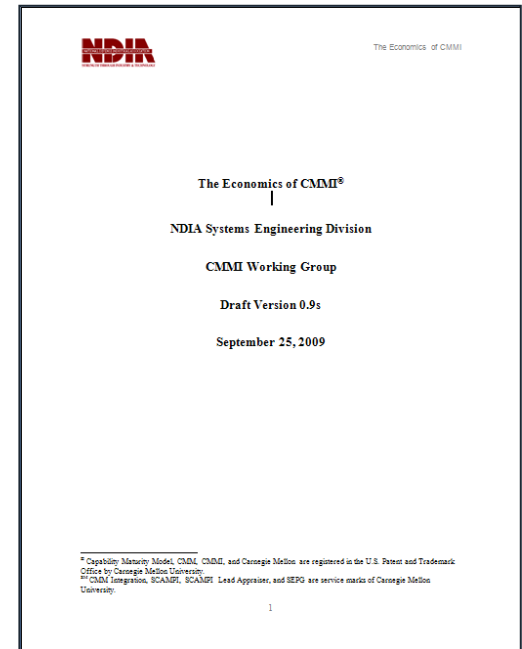 NDIA
The Economics of CMMI
The Economics of CMMI®
NDIA Systems Engineering Division
CMMI Working Group
Draft Version 0.9s
September 25, 2009
® Capability Maturity Model, CMM, CMMI, and Carnegie Mellon are registered in the U.S. Patent and Trademark
Office by Carnegie Mellon University.
SM CMM Integration, SCAMPI, SCAMPI Lead Appraiser, and SEPG are service marks of Carnegie Mellon
University.
1